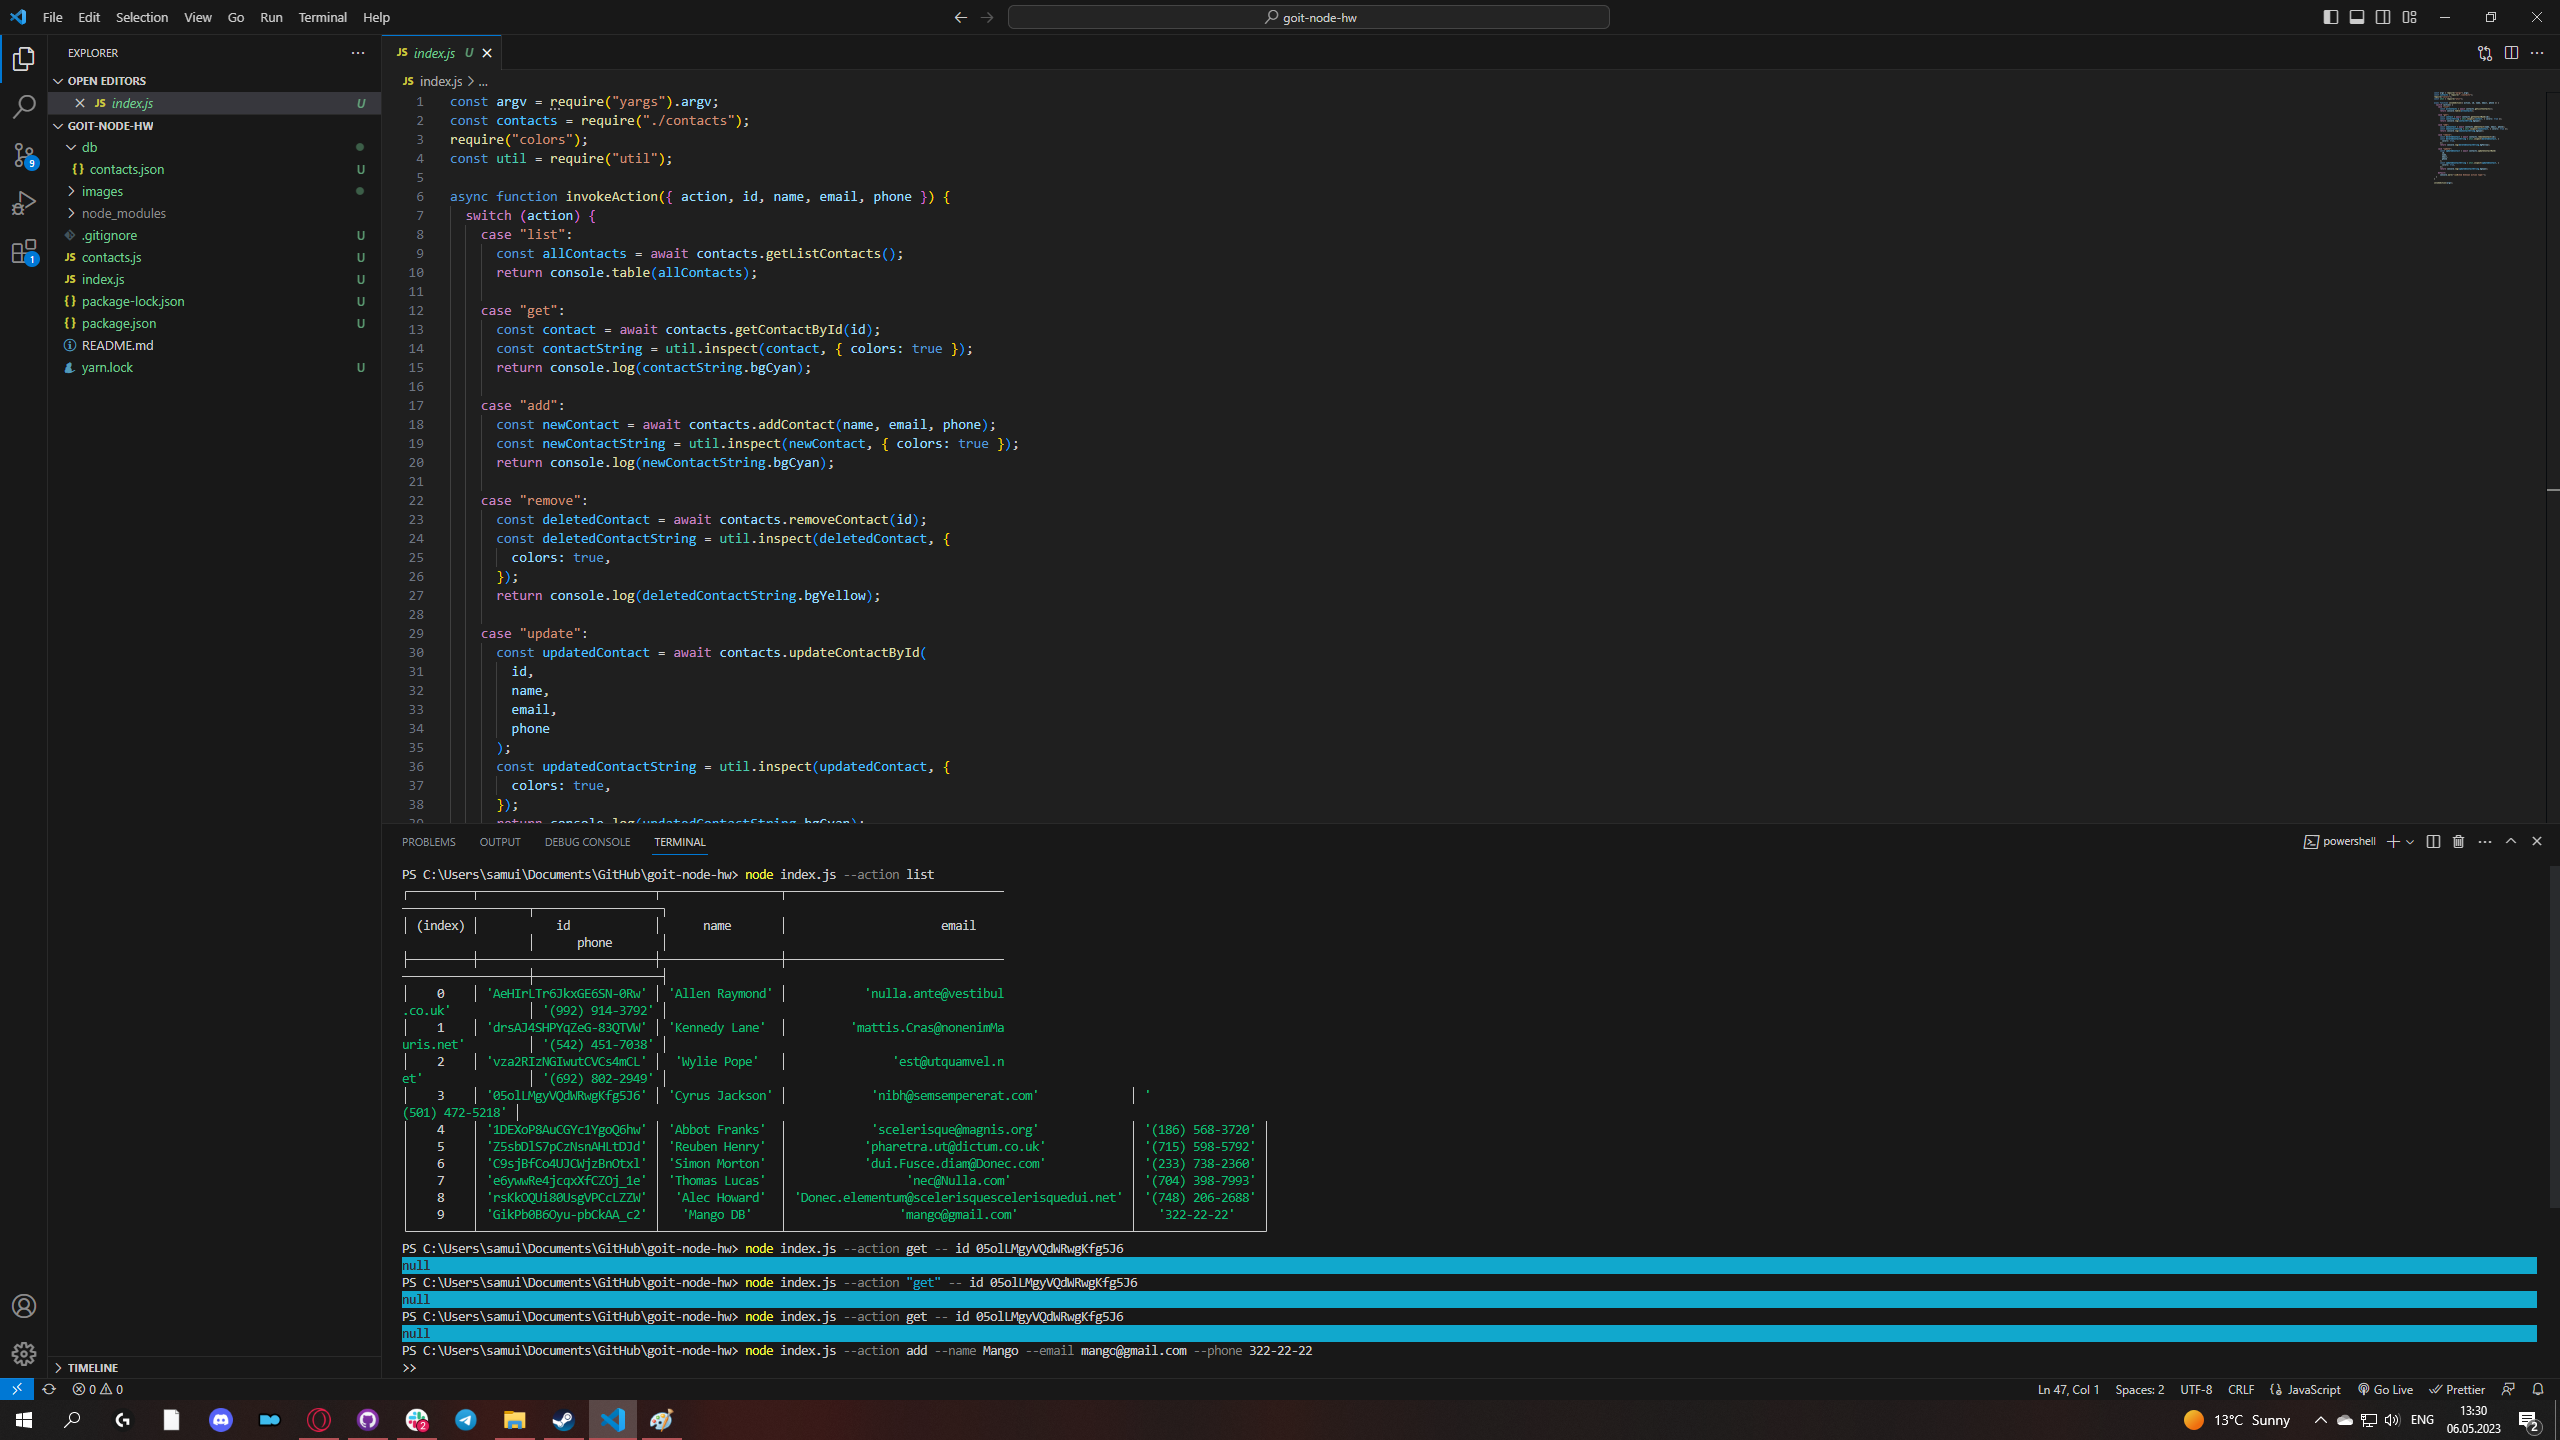 File Edit Selection View Go Run Terminal Help
goit-node-hw
EXPLORER
OPEN EDITORS
JS index.js U
GOIT-NODE-HW
db
{} contacts.json U
images
node_modules
.gitignore U
JS contacts.js U
JS index.js U
{} package-lock.json U
{} package.json U
README.md
yarn.lock U
TIMELINE
9
1
JS index.js U
JS index.js > ...
1 const argv = require("yargs").argv;
2 const contacts = require("./contacts");
3 require("colors");
4 const util = require("util");
5
6 async function invokeAction({ action, id, name, email, phone }) {
7 switch (action) {
8 case "list":
9 const allContacts = await contacts.getListContacts();
10 return console.table(allContacts);
11
12 case "get":
13 const contact = await contacts.getContactById(id);
14 const contactString = util.inspect(contact, { colors: true });
15 return console.log(contactString.bgCyan);
16
17 case "add":
18 const newContact = await contacts.addContact(name, email, phone);
19 const newContactString = util.inspect(newContact, { colors: true });
20 return console.log(newContactString.bgCyan);
21
22 case "remove":
23 const deletedContact = await contacts.removeContact(id);
24 const deletedContactString = util.inspect(deletedContact, {
25 colors: true,
26 });
27 return console.log(deletedContactString.bgYellow);
28
29 case "update":
30 const updatedContact = await contacts.updateContactById(
31 id,
32 name,
33 email,
34 phone
35 );
36 const updatedContactString = util.inspect(updatedContact, {
37 colors: true,
38 });
39 return console.log(updatedContactString.bgCyan);
PROBLEMS OUTPUT DEBUG CONSOLE TERMINAL
powershell
PS C:\Users\samui\Documents\GitHub\goit-node-hw> node index.js --action list
(index) id name email
phone
0 'AeHIrLTr6JkxGE6SN-0Rw' 'Allen Raymond' 'nulla.ante@vestibul
.co.uk' '(992) 914-3792'
1 'drsAJ4SHPYqZeG-83QTVW' 'Kennedy Lane' 'mattis.Cras@nonenimMa
uris.net' '(542) 451-7038'
2 'vza2RIzNGIwutCVCs4mCL' 'Wylie Pope' 'est@utquamvel.n
et' '(692) 802-2949'
3 '05olLMgyVQdWRwgKfg5J6' 'Cyrus Jackson' 'nibh@semsempererat.com' '
(501) 472-5218'
4 '1DEXoP8AuCGYc1YgoQ6hw' 'Abbot Franks' 'scelerisque@magnis.org' '(186) 568-3720'
5 'Z5sbDlS7pCzNsnAHLtDJd' 'Reuben Henry' 'pharetra.ut@dictum.co.uk' '(715) 598-5792'
6 'C9sjBfCo4UJCWjzBnOtxl' 'Simon Morton' 'dui.Fusce.diam@Donec.com' '(233) 738-2360'
7 'e6ywwRe4jcqxXfCZOj_1e' 'Thomas Lucas' 'nec@Nulla.com' '(704) 398-7993'
8 'rsKkOQUi80UsgVPCcLZZW' 'Alec Howard' 'Donec.elementum@scelerisquescelerisquedui.net' '(748) 206-2688'
9 'GikPb0B6Oyu-pbCkAA_c2' 'Mango DB' 'mango@gmail.com' '322-22-22'
PS C:\Users\samui\Documents\GitHub\goit-node-hw> node index.js --action get -- id 05olLMgyVQdWRwgKfg5J6
null
PS C:\Users\samui\Documents\GitHub\goit-node-hw> node index.js --action "get" -- id 05olLMgyVQdWRwgKfg5J6
null
PS C:\Users\samui\Documents\GitHub\goit-node-hw> node index.js --action get -- id 05olLMgyVQdWRwgKfg5J6
null
PS C:\Users\samui\Documents\GitHub\goit-node-hw> node index.js --action add --name Mango --email mango@gmail.com --phone 322-22-22
>>
0 0 Ln 47, Col 1 Spaces: 2 UTF-8 CRLF {} JavaScript Go Live Prettier
2
13°C Sunny ENG
13:30
06.05.2023
2